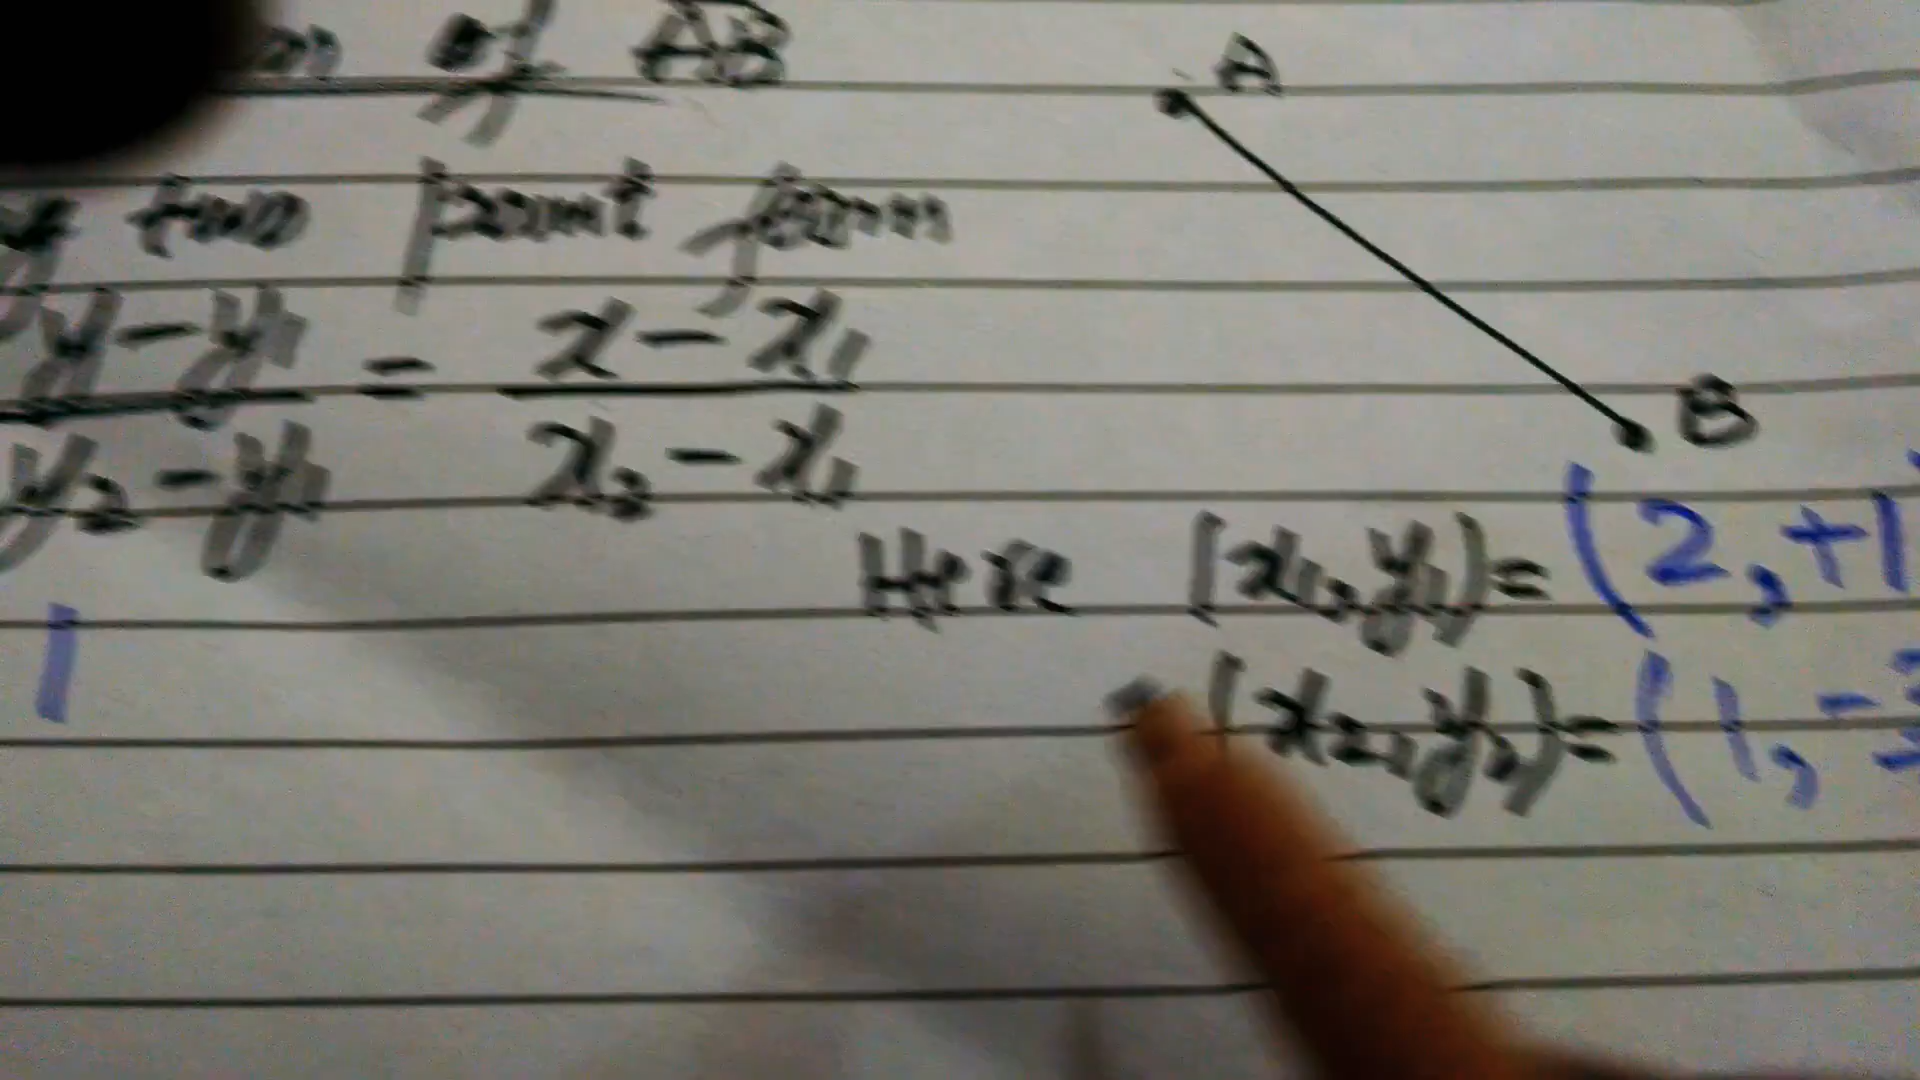 of AB
A
two point form
y - y1 = x - x1
y2 - y1 x2 - x1
B
Here (x1, y1) = (2, +1
(x2, y2) = (1, -3